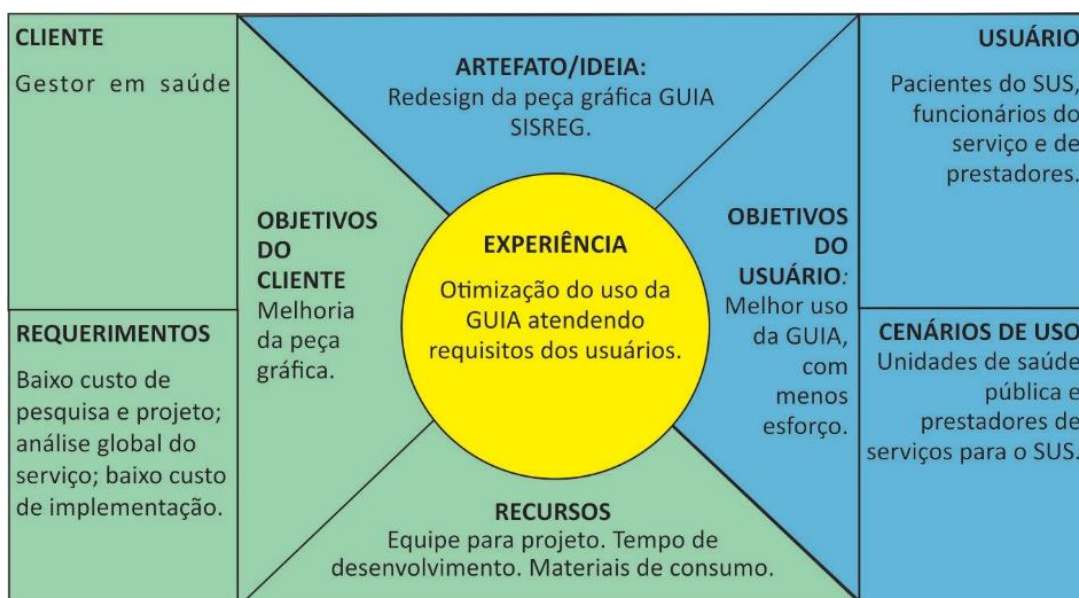 CLIENTE
Gestor em saúde
ARTEFATO/IDEIA:
Redesign da peça gráfica GUIA
SISREG.
USUÁRIO
Pacientes do SUS,
funcionários do
serviço e de
prestadores.
OBJETIVOS
DO
CLIENTE
Melhoria
da peça
gráfica.
EXPERIÊNCIA
Otimização do uso da
GUIA atendendo
requisitos dos usuários.
OBJETIVOS
DO
USUÁRIO:
Melhor uso
da GUIA,
com
menos
esforço.
REQUERIMENTOS
Baixo custo de
pesquisa e projeto;
análise global do
serviço; baixo custo
de implementação.
CENÁRIOS DE USO
Unidades de saúde
pública e
prestadores de
serviços para o SUS.
RECURSOS
Equipe para projeto. Tempo de
desenvolvimento. Materiais de consumo.